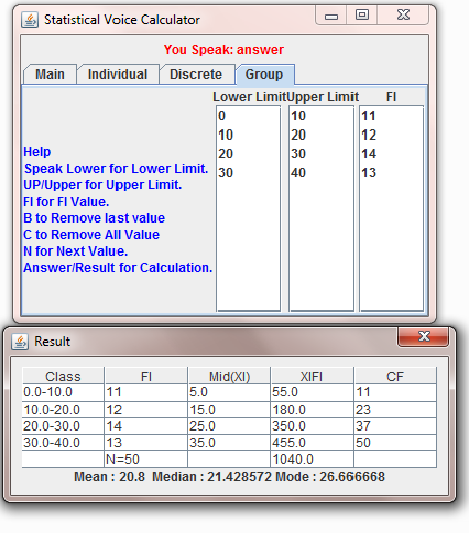 Statistical Voice Calculator
You Speak: answer
Main Individual Discrete Group
Lower Limit Upper Limit FI
0 10 11
10 20 12
20 30 14
30 40 13
Help
Speak Lower for Lower Limit.
UP/Upper for Upper Limit.
FI for FI Value.
B to Remove last value
C to Remove All Value
N for Next Value.
Answer/Result for Calculation.
Result
Class FI Mid(XI) XIFI CF
0.0-10.0 11 5.0 55.0 11
10.0-20.0 12 15.0 180.0 23
20.0-30.0 14 25.0 350.0 37
30.0-40.0 13 35.0 455.0 50
N=50 1040.0
Mean : 20.8 Median : 21.428572 Mode : 26.666668